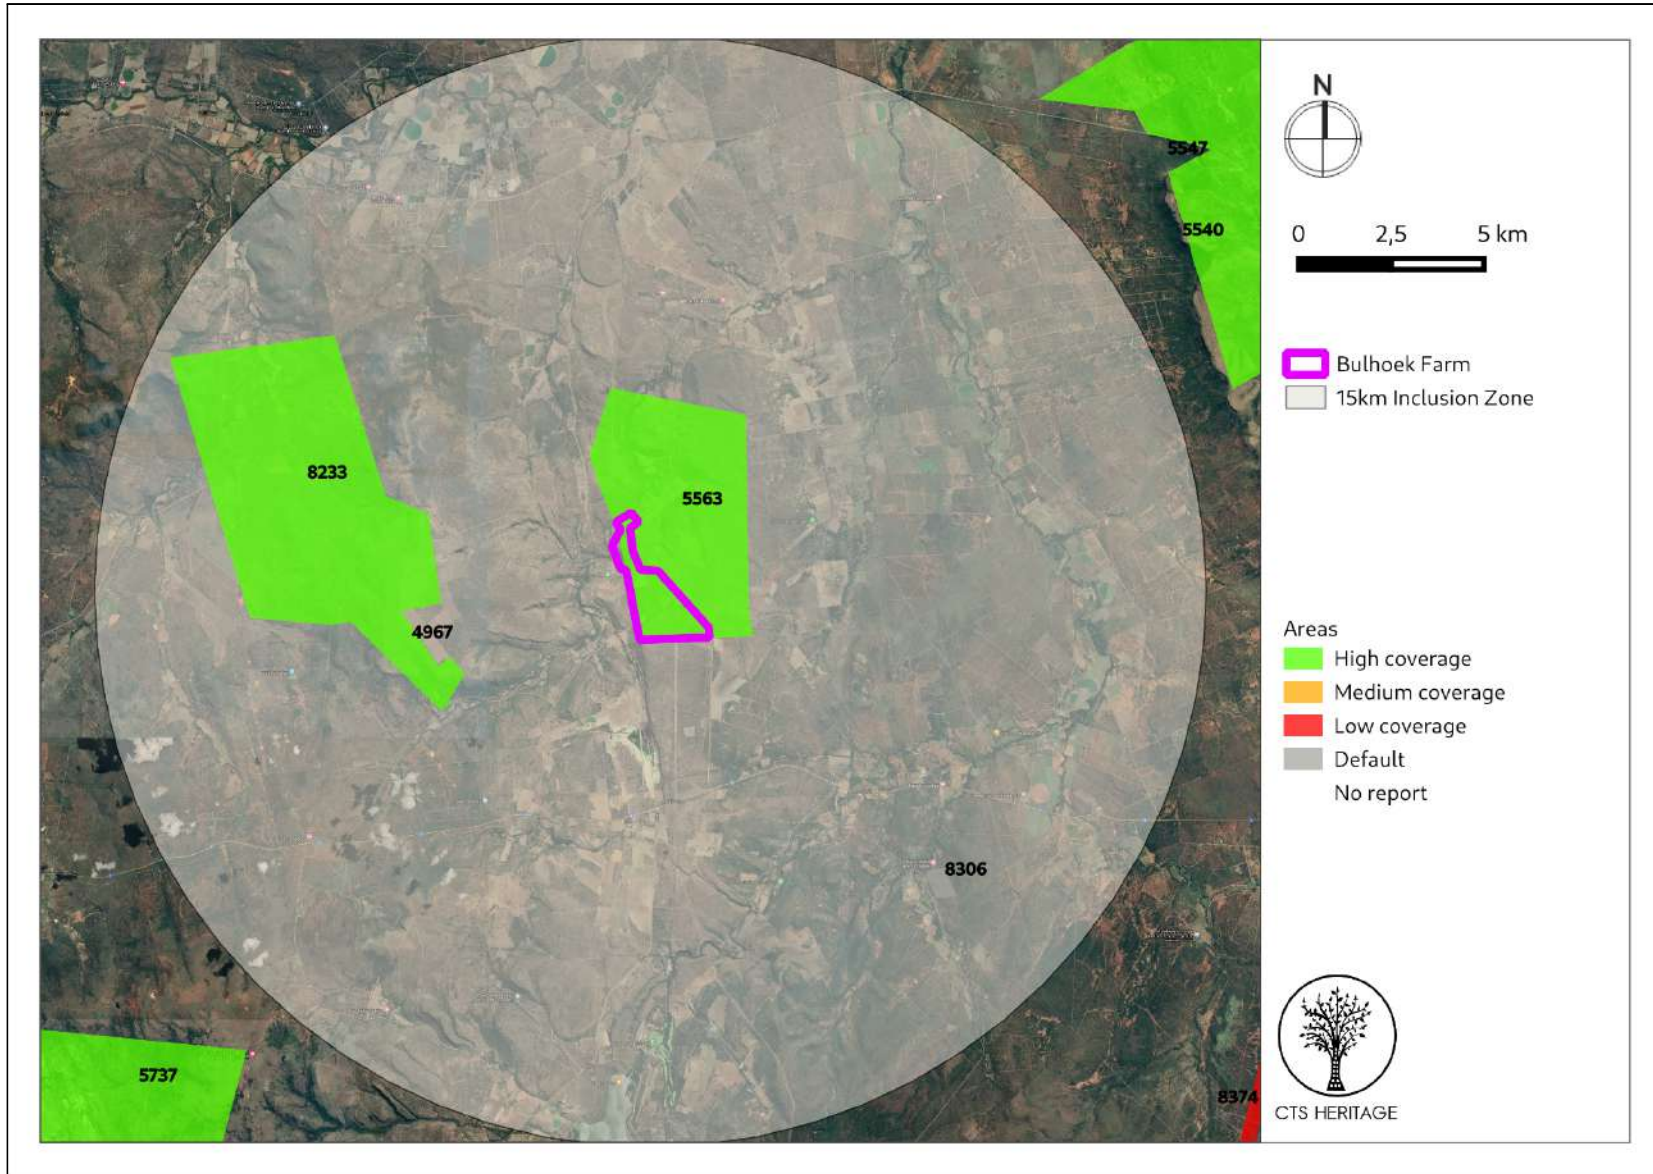 5547
5540
8233
5563
4967
8306
5737
8374
N
0 2,5 5 km
Bulhoek Farm
15km Inclusion Zone
Areas
High coverage
Medium coverage
Low coverage
Default
No report
CTS HERITAGE